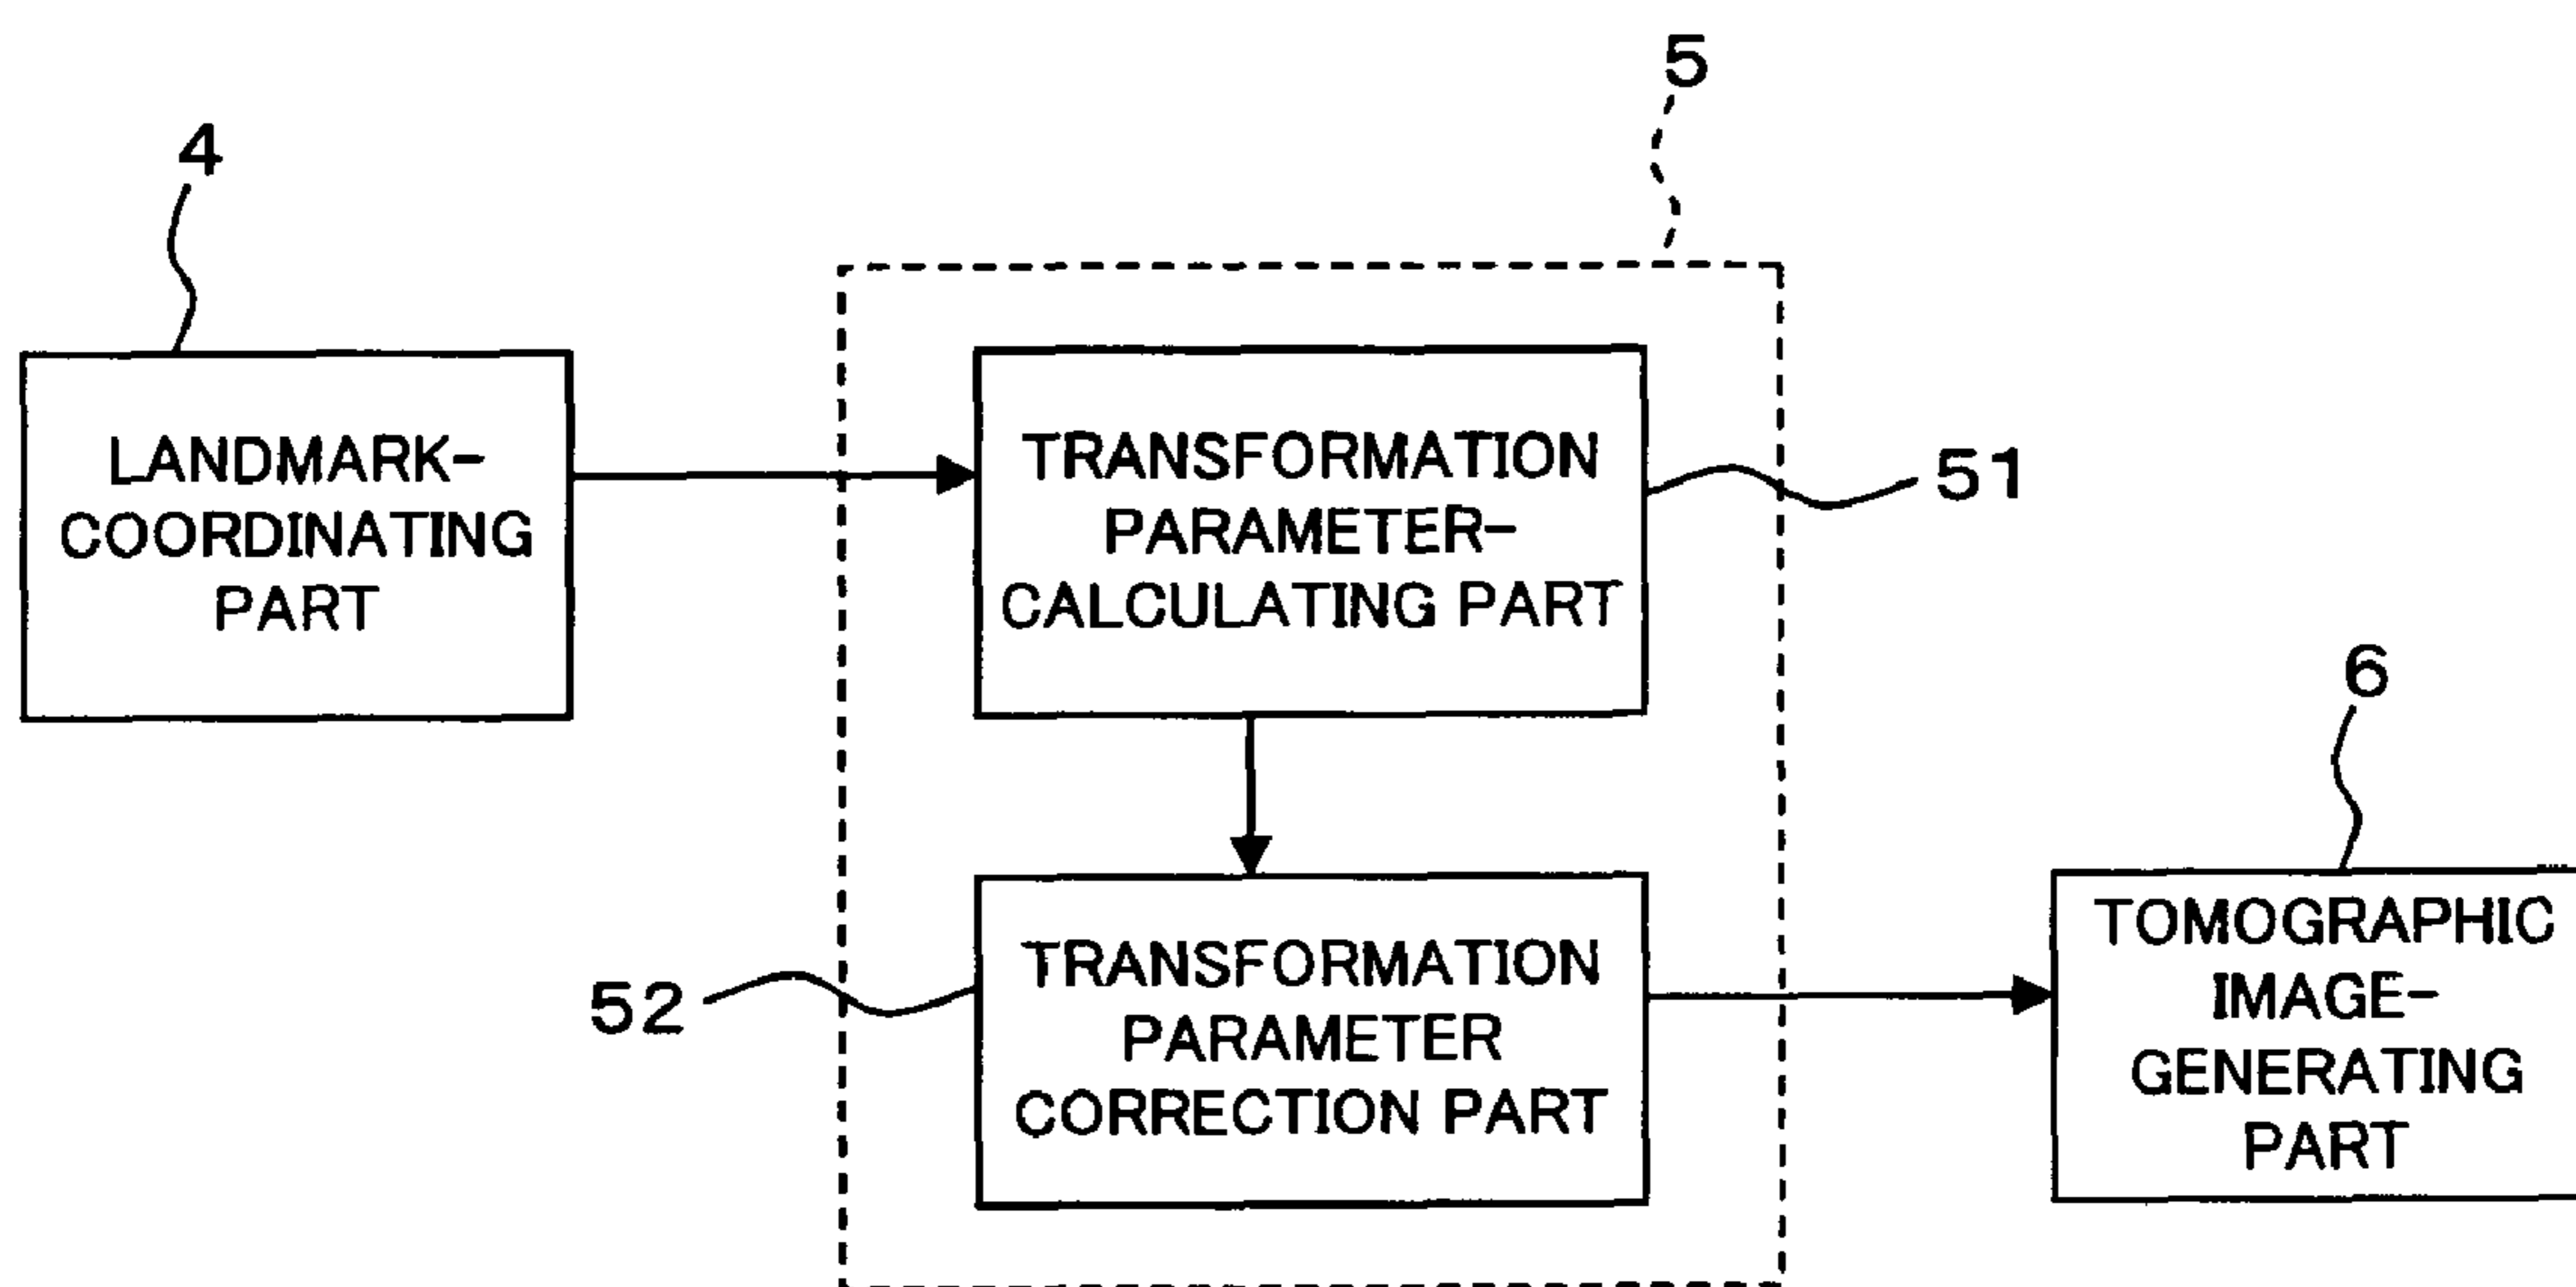 5
4
LANDMARK-
COORDINATING
PART
TRANSFORMATION
PARAMETER-
CALCULATING PART
51
6
52
TRANSFORMATION
PARAMETER
CORRECTION PART
TOMOGRAPHIC
IMAGE-
GENERATING
PART